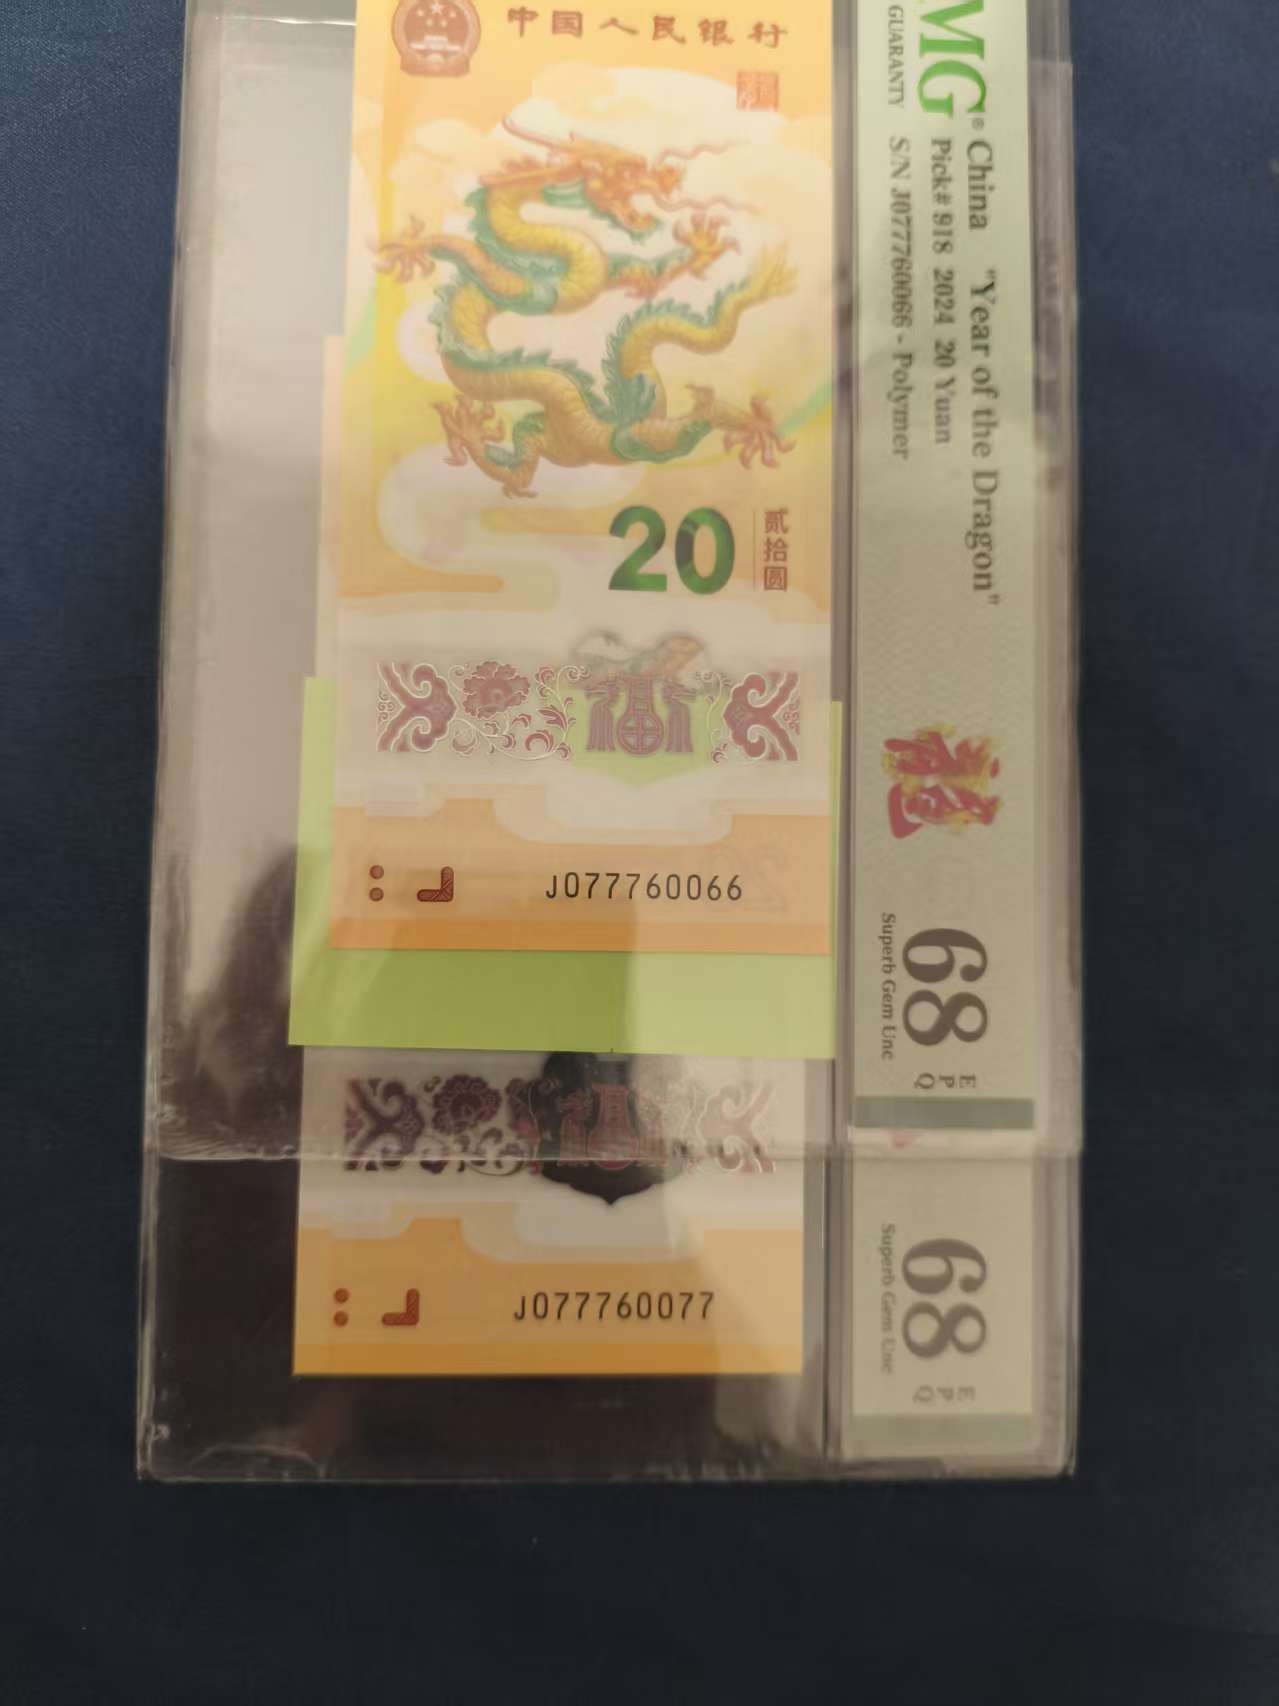 中国人民银行
20
贰拾圆
J077760066
J077760077
MG®
GUARANTY
China "Year of the Dragon"
Pick# 918 2024 20 Yuan
S/N J077760066 - Polymer
68 EPQ
Superb Gem Unc
68 EPQ
Superb Gem Unc